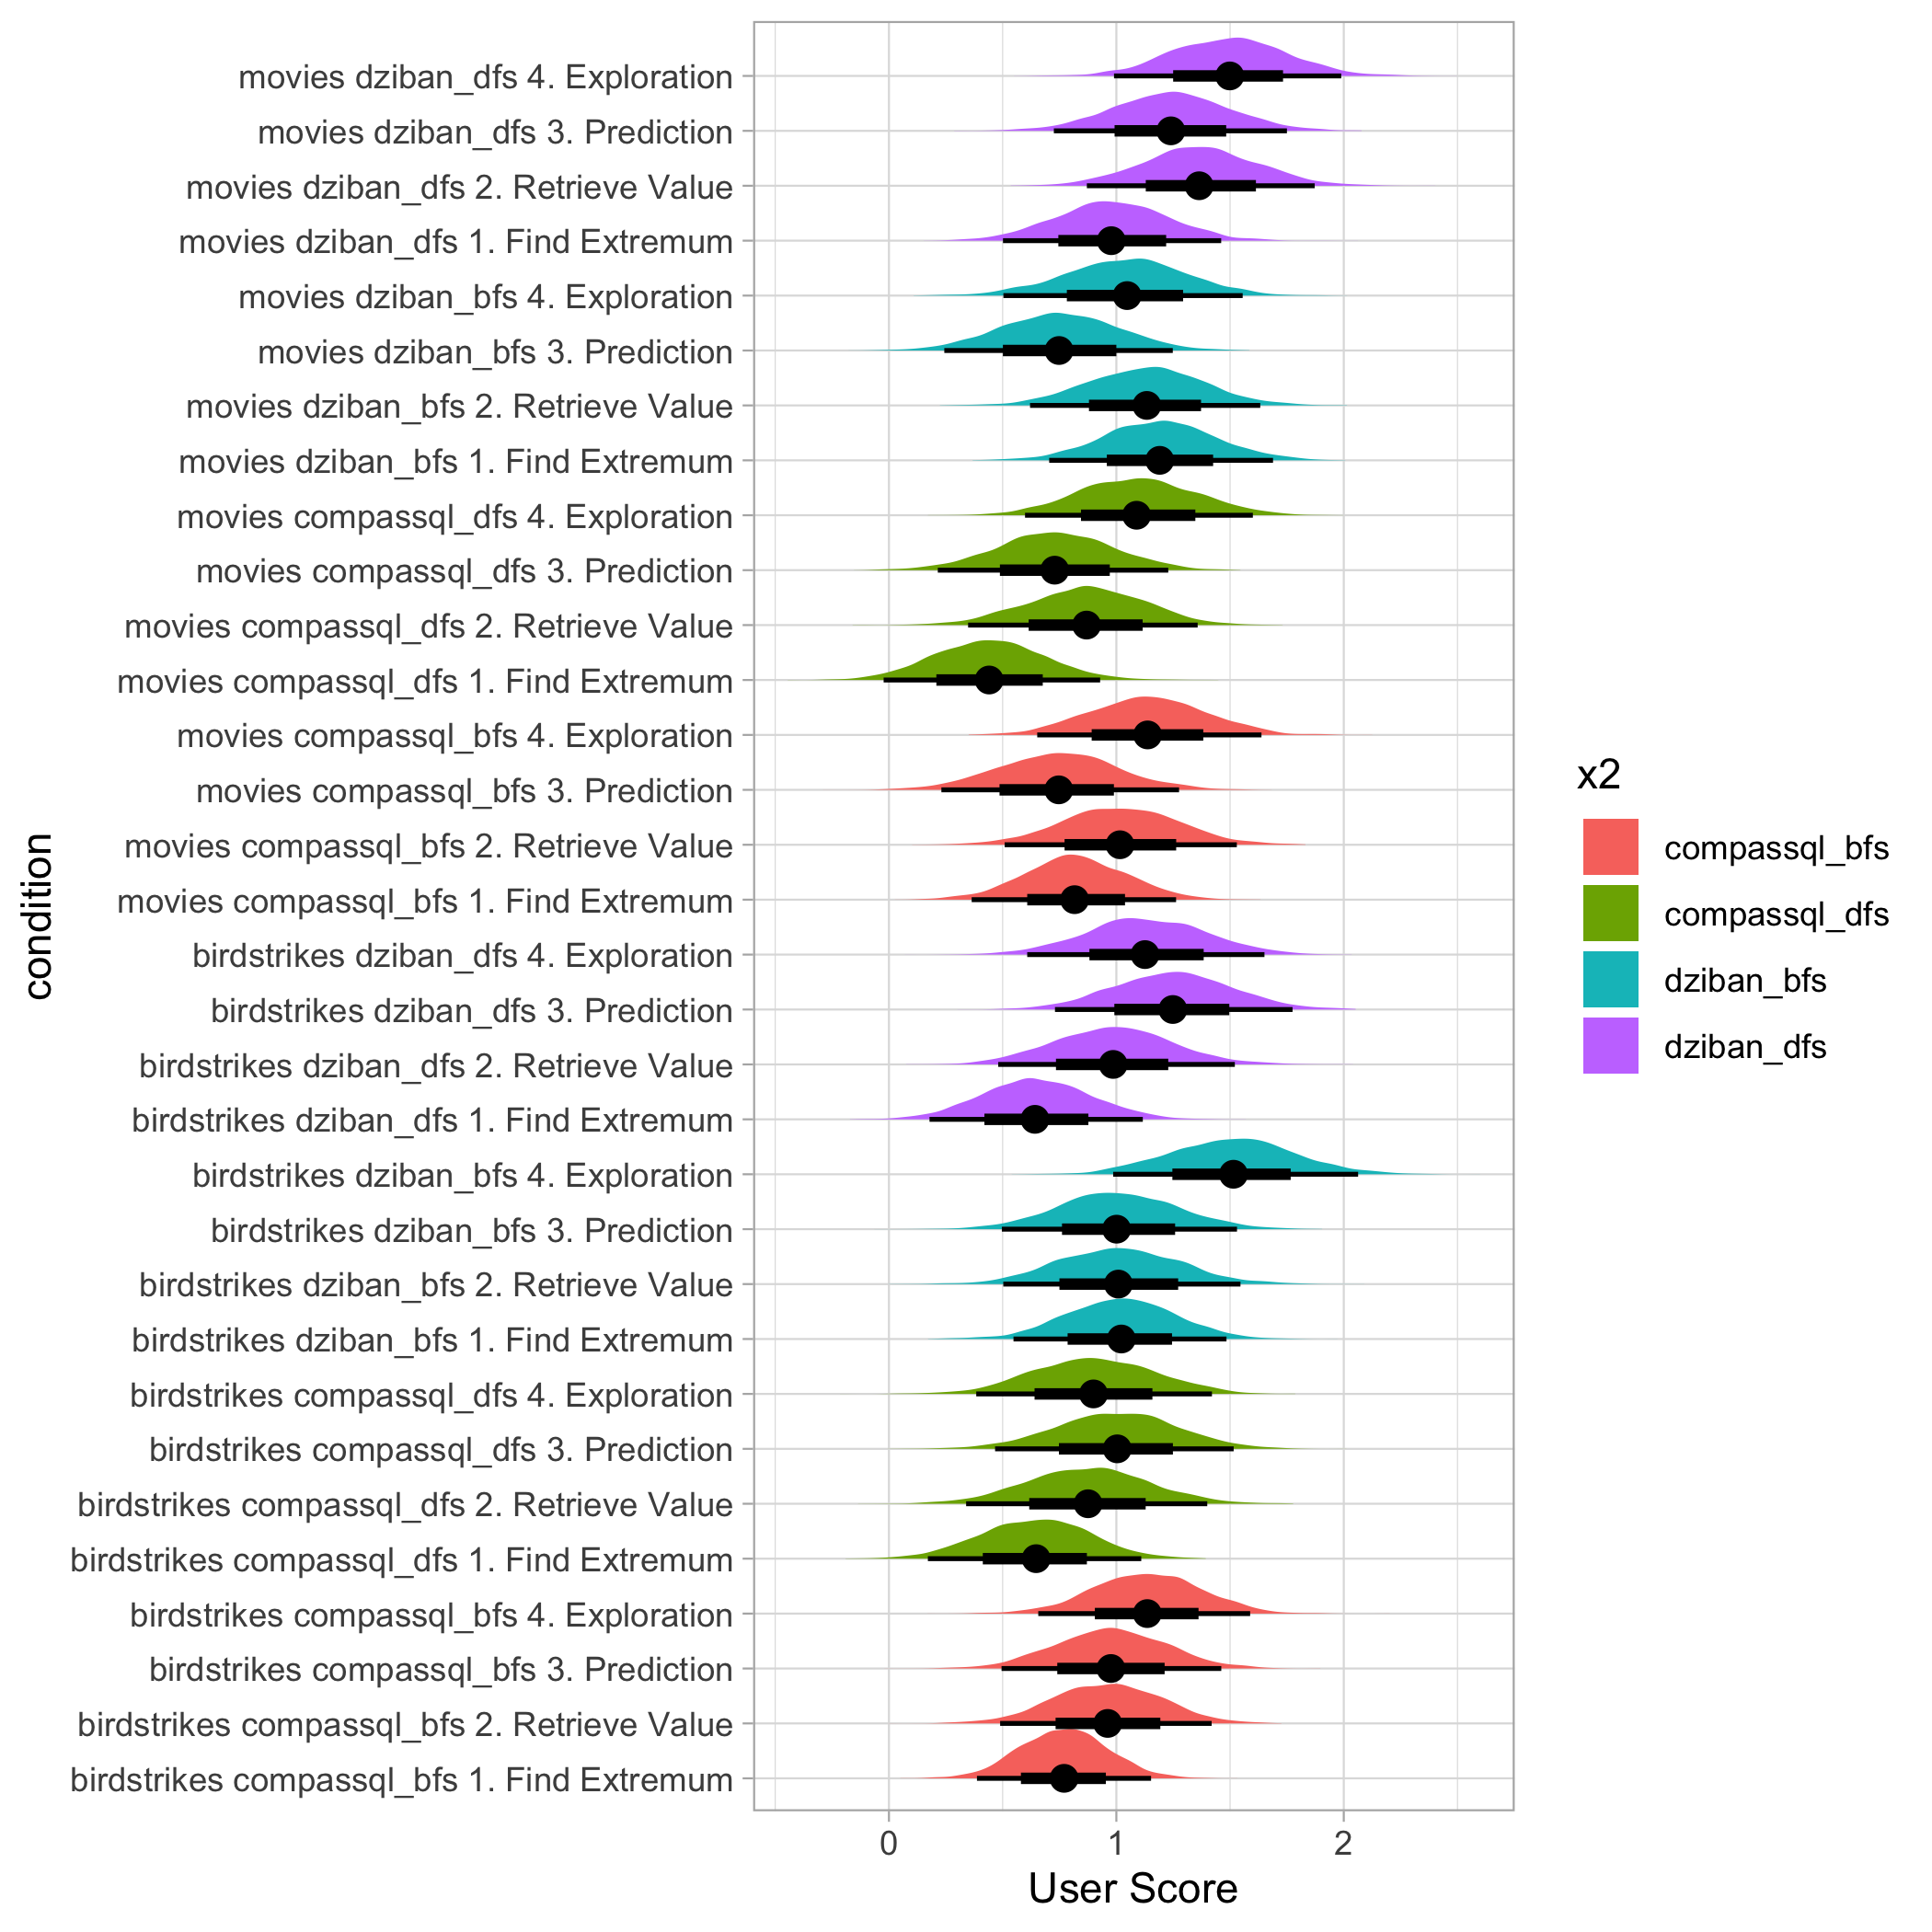 movies dziban_dfs 4. Exploration
movies dziban_dfs 3. Prediction
movies dziban_dfs 2. Retrieve Value
movies dziban_dfs 1. Find Extremum
movies dziban_bfs 4. Exploration
movies dziban_bfs 3. Prediction
movies dziban_bfs 2. Retrieve Value
movies dziban_bfs 1. Find Extremum
movies compassql_dfs 4. Exploration
movies compassql_dfs 3. Prediction
movies compassql_dfs 2. Retrieve Value
movies compassql_dfs 1. Find Extremum
movies compassql_bfs 4. Exploration
movies compassql_bfs 3. Prediction
movies compassql_bfs 2. Retrieve Value
movies compassql_bfs 1. Find Extremum
birdstrikes dziban_dfs 4. Exploration
birdstrikes dziban_dfs 3. Prediction
birdstrikes dziban_dfs 2. Retrieve Value
birdstrikes dziban_dfs 1. Find Extremum
birdstrikes dziban_bfs 4. Exploration
birdstrikes dziban_bfs 3. Prediction
birdstrikes dziban_bfs 2. Retrieve Value
birdstrikes dziban_bfs 1. Find Extremum
birdstrikes compassql_dfs 4. Exploration
birdstrikes compassql_dfs 3. Prediction
birdstrikes compassql_dfs 2. Retrieve Value
birdstrikes compassql_dfs 1. Find Extremum
birdstrikes compassql_bfs 4. Exploration
birdstrikes compassql_bfs 3. Prediction
birdstrikes compassql_bfs 2. Retrieve Value
birdstrikes compassql_bfs 1. Find Extremum
condition
0 1 2
User Score
x2
compassql_bfs
compassql_dfs
dziban_bfs
dziban_dfs